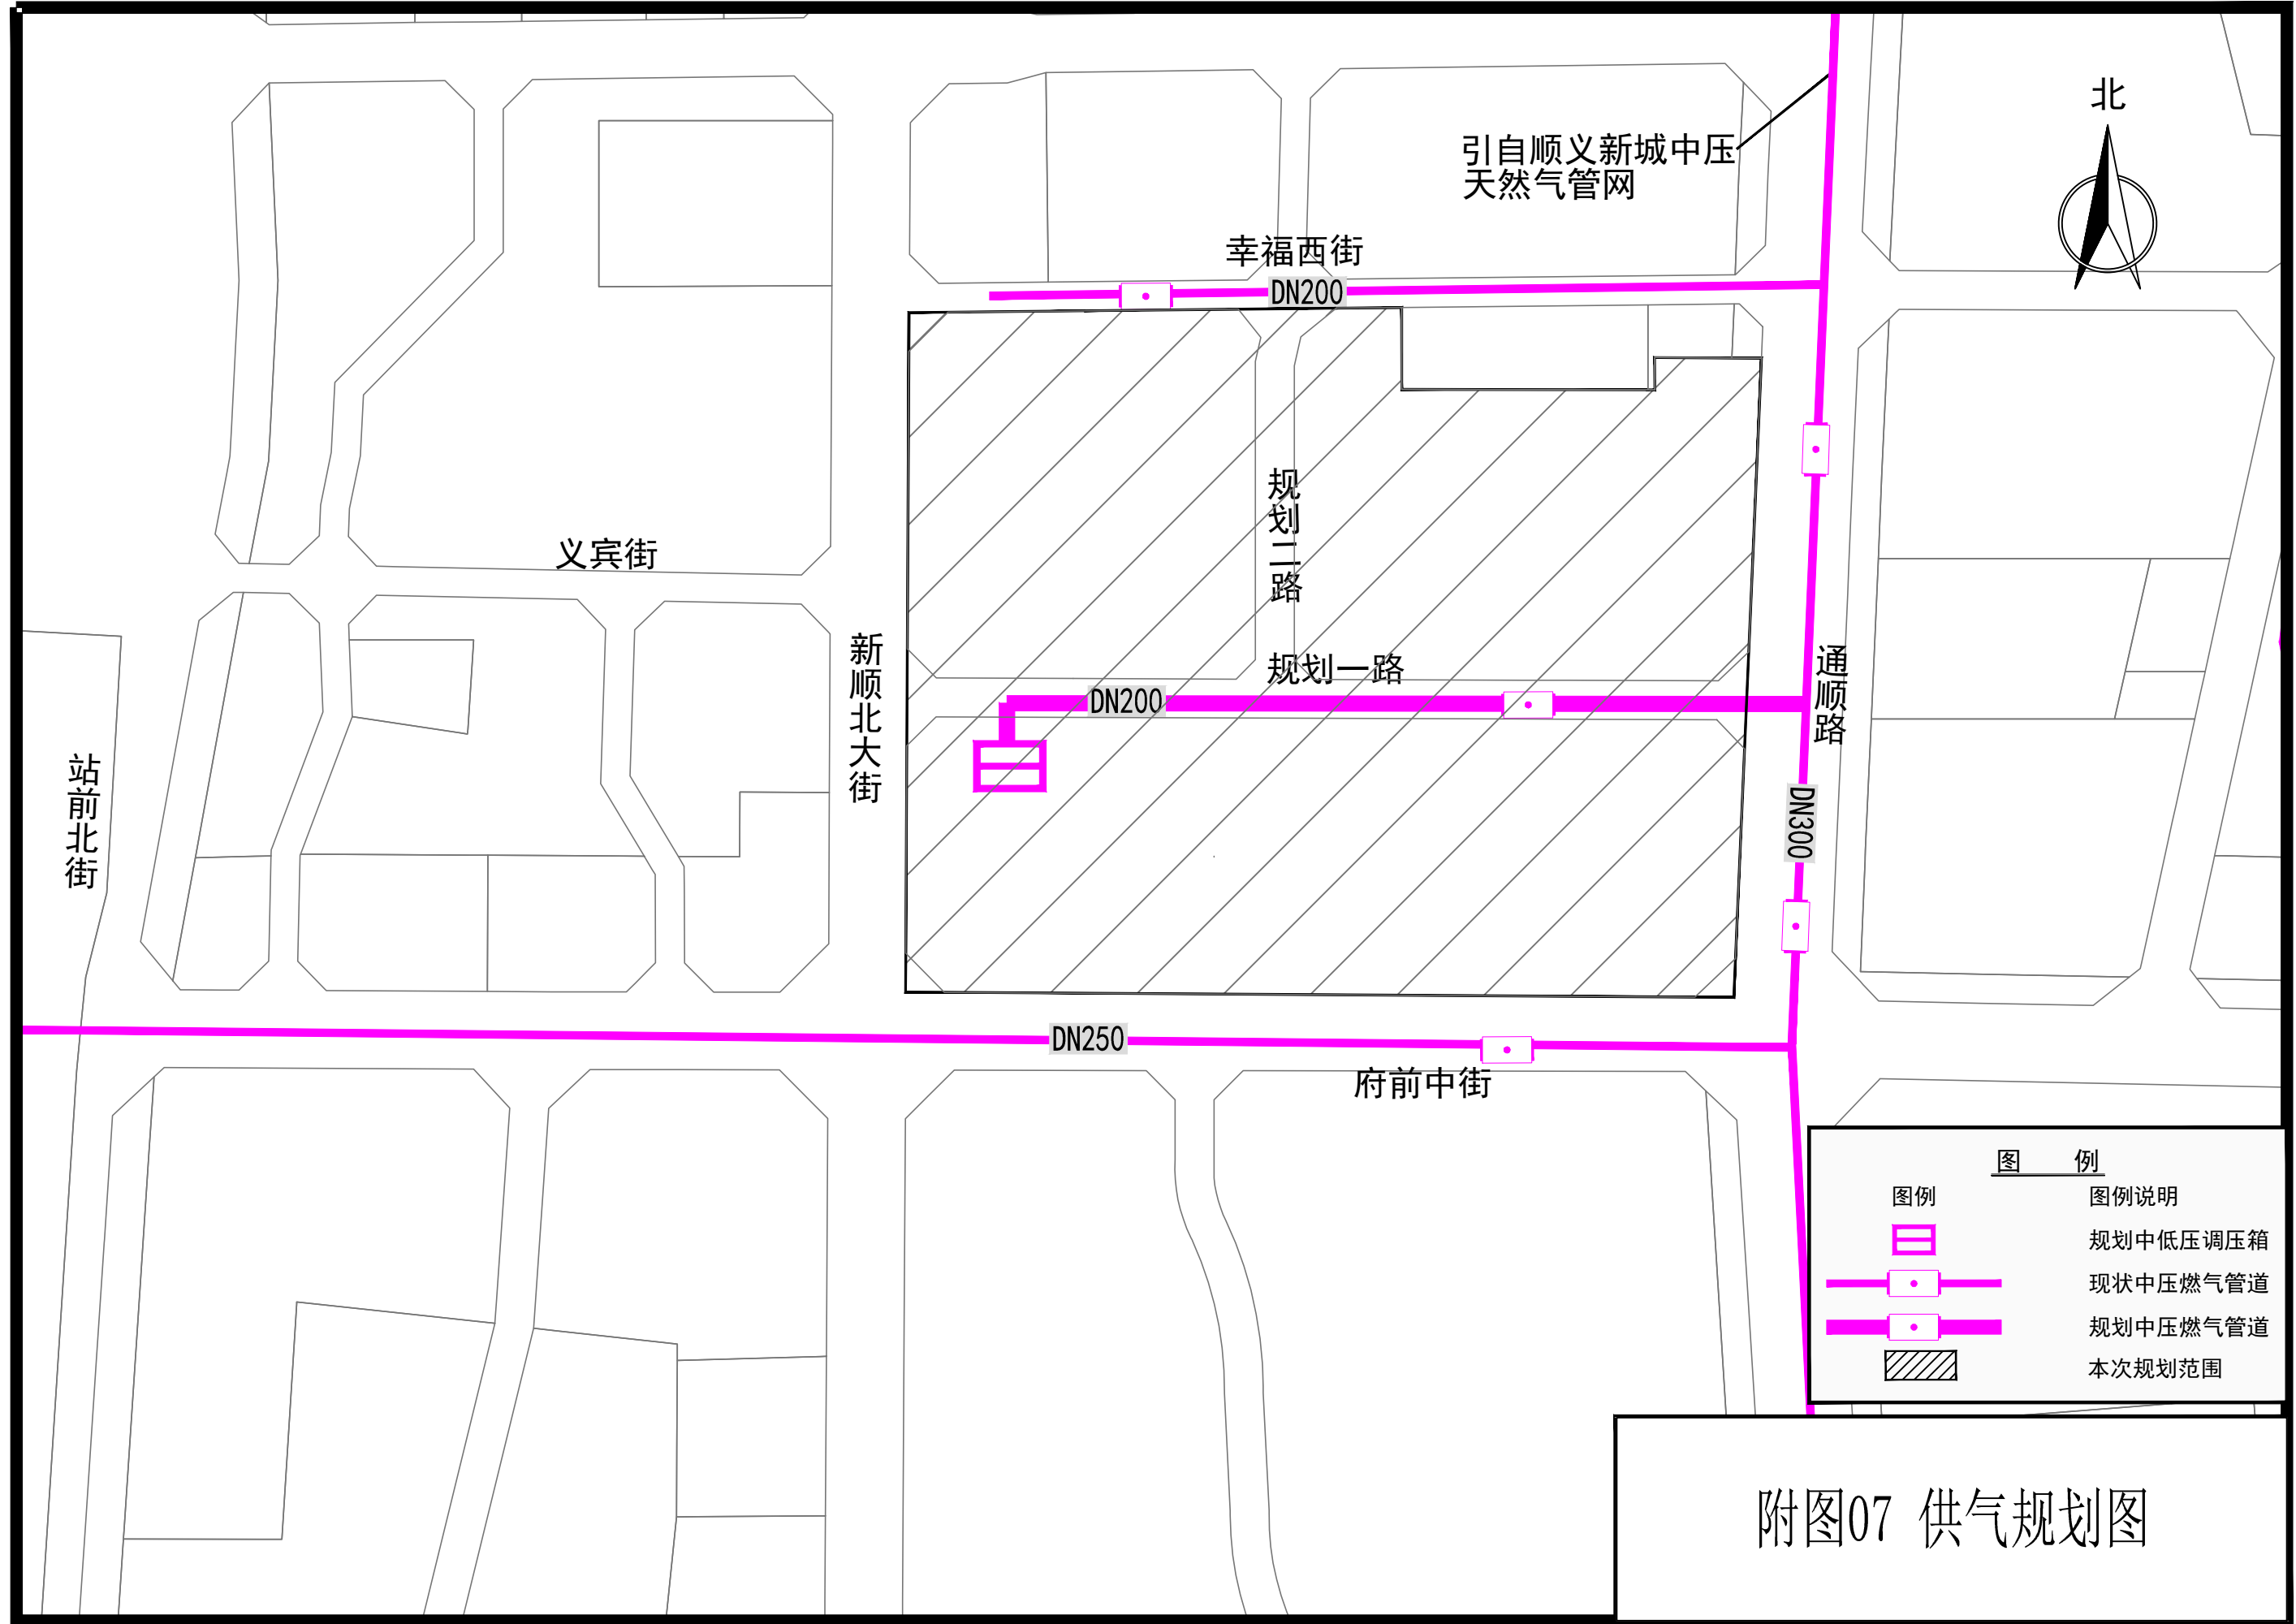 北
引自顺义新城中压
天然气管网
幸福西街
DN200
规划二路
义宾街
新顺北大街
规划一路
DN200
通顺路
站前北街
DN300
DN250
府前中街
图 例
图例 图例说明
规划中低压调压箱
现状中压燃气管道
规划中压燃气管道
本次规划范围
附图07 供气规划图